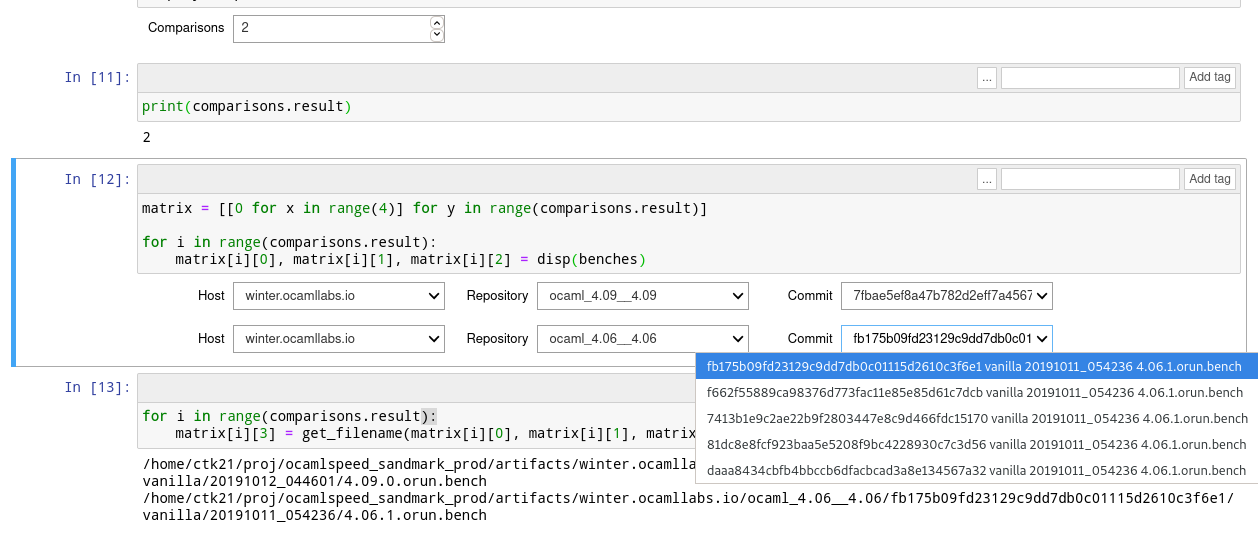 Comparisons 2
In [11]:
... Add tag
print(comparisons.result)
2
In [12]:
... Add tag
matrix = [[0 for x in range(4)] for y in range(comparisons.result)]
for i in range(comparisons.result):
matrix[i][0], matrix[i][1], matrix[i][2] = disp(benches)
Host winter.ocamllabs.io Repository ocaml_4.09__4.09 Commit 7fbae5ef8a47b782d2eff7a4567
Host winter.ocamllabs.io Repository ocaml_4.06__4.06 Commit fb175b09fd23129c9dd7db0c01
fb175b09fd23129c9dd7db0c01115d2610c3f6e1 vanilla 20191011_054236 4.06.1.orun.bench
f662f55889ca98376d773fac11e85e85d61c7dcb vanilla 20191011_054236 4.06.1.orun.bench
7413b1e9c2ae22b9f2803447e8c9d466fdc15170 vanilla 20191011_054236 4.06.1.orun.bench
81dc8e8fcf923baa5e5208f9bc4228930c7c3d56 vanilla 20191011_054236 4.06.1.orun.bench
daaa8434cbfb4bbccb6dfacbcad3a8e134567a32 vanilla 20191011_054236 4.06.1.orun.bench
In [13]:
for i in range(comparisons.result):
matrix[i][3] = get_filename(matrix[i][0], matrix[i][1], matrix
/home/ctk21/proj/ocamlspeed_sandmark_prod/artifacts/winter.ocamlla
vanilla/20191012_044601/4.09.0.orun.bench
/home/ctk21/proj/ocamlspeed_sandmark_prod/artifacts/winter.ocamllabs.io/ocaml_4.06__4.06/fb175b09fd23129c9dd7db0c01115d2610c3f6e1/
vanilla/20191011_054236/4.06.1.orun.bench